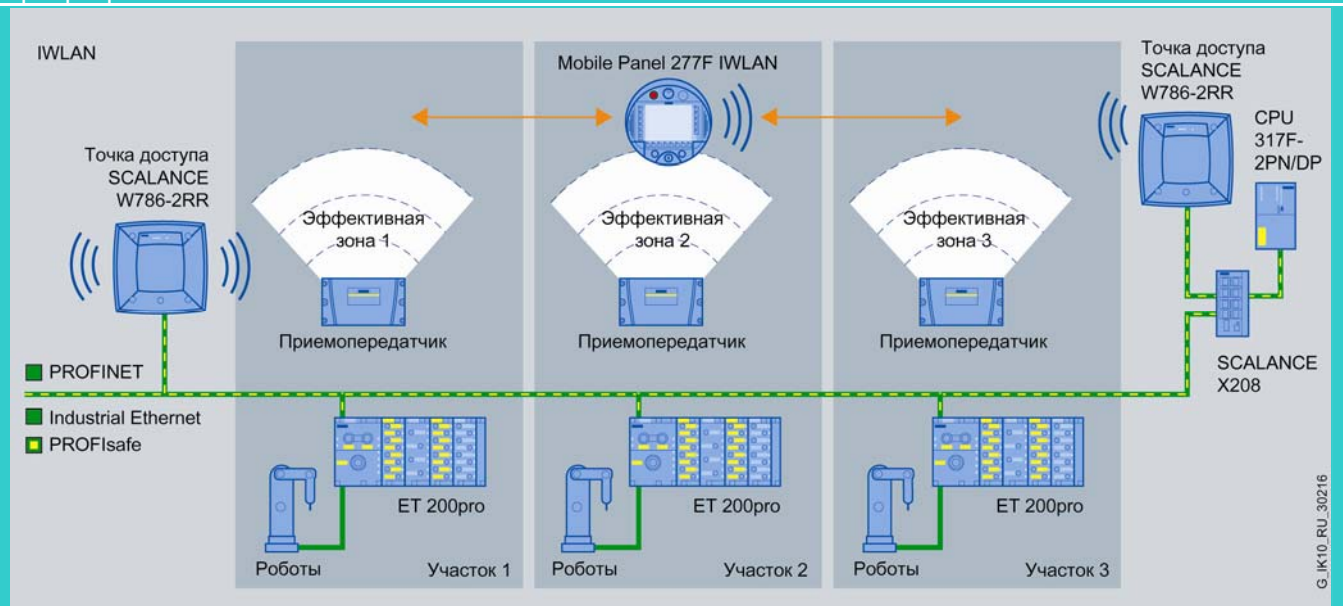 IWLAN
Mobile Panel 277F IWLAN
Точка доступа
SCALANCE
W786-2RR
CPU
317F-
2PN/DP
Точка доступа
SCALANCE
W786-2RR
Эффективная
зона 1
Эффективная
зона 2
Эффективная
зона 3
Приемопередатчик
Приемопередатчик
Приемопередатчик
SCALANCE
X208
PROFINET
Industrial Ethernet
PROFIsafe
ET 200pro
ET 200pro
ET 200pro
Роботы
Участок 1
Роботы
Участок 2
Роботы
Участок 3
G_IK10_RU_30216